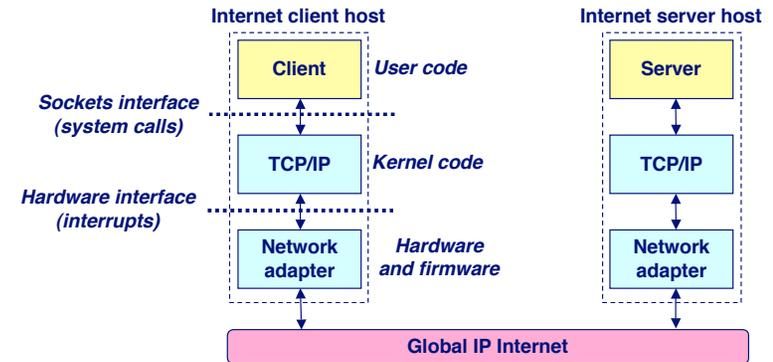 Internet client host
Internet server host
Client
User code
Server
Sockets interface
(system calls)
TCP/IP
Kernel code
TCP/IP
Hardware interface
(interrupts)
Network
adapter
Hardware
and firmware
Network
adapter
Global IP Internet